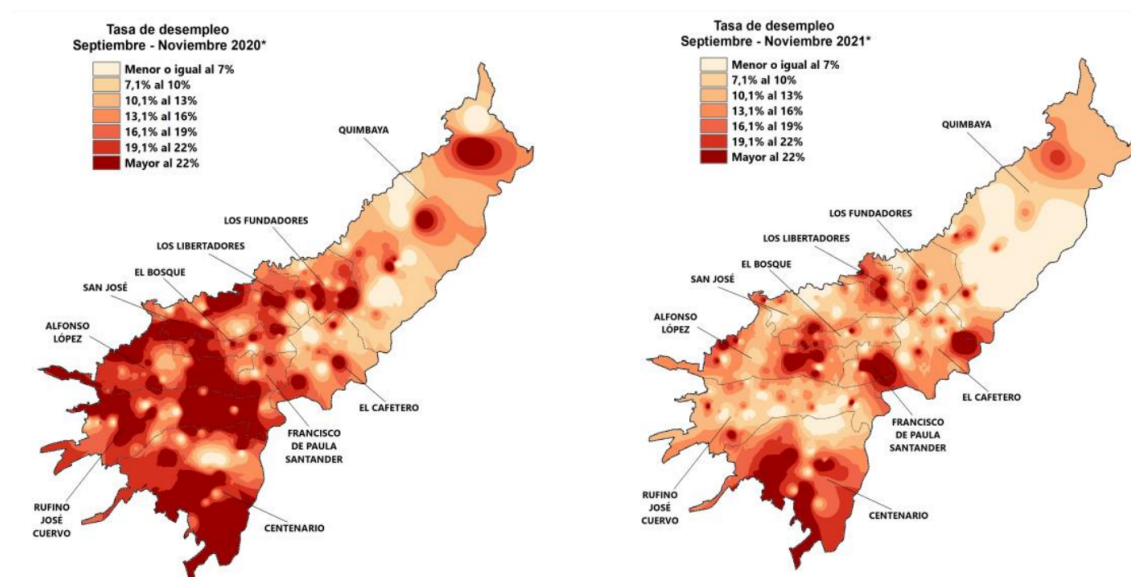 Tasa de desempleo
Septiembre - Noviembre 2020*
Menor o igual al 7%
7,1% al 10%
10,1% al 13%
13,1% al 16%
16,1% al 19%
19,1% al 22%
Mayor al 22%
QUIMBAYA
LOS FUNDADORES
LOS LIBERTADORES
EL BOSQUE
SAN JOSÉ
ALFONSO
LÓPEZ
EL CAFETERO
FRANCISCO
DE PAULA
SANTANDER
RUFINO
JOSÉ
CUERVO
CENTENARIO
Tasa de desempleo
Septiembre - Noviembre 2021*
Menor o igual al 7%
7,1% al 10%
10,1% al 13%
13,1% al 16%
16,1% al 19%
19,1% al 22%
Mayor al 22%
QUIMBAYA
LOS FUNDADORES
LOS LIBERTADORES
EL BOSQUE
SAN JOSÉ
ALFONSO
LÓPEZ
EL CAFETERO
FRANCISCO
DE PAULA
SANTANDER
RUFINO
JOSÉ
CUERVO
CENTENARIO